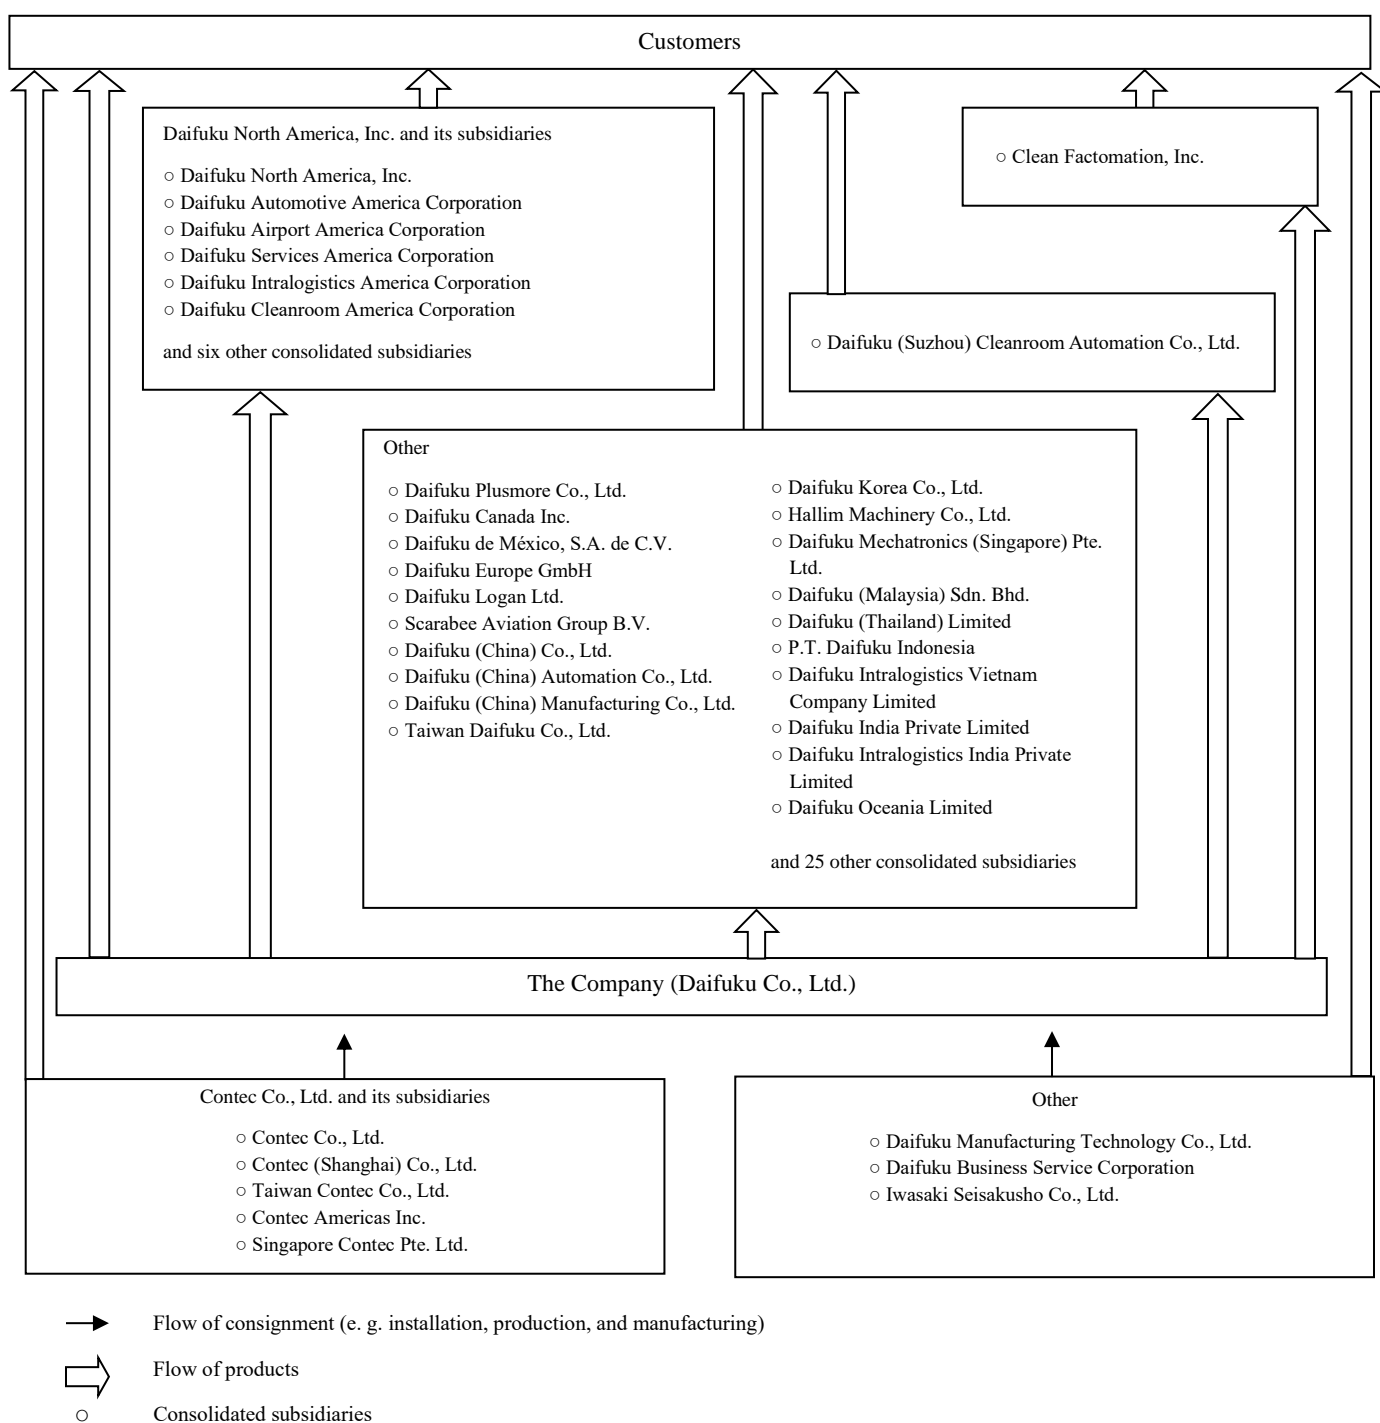 Customers
Daifuku North America, Inc. and its subsidiaries
○ Daifuku North America, Inc.
○ Daifuku Automotive America Corporation
○ Daifuku Airport America Corporation
○ Daifuku Services America Corporation
○ Daifuku Intralogistics America Corporation
○ Daifuku Cleanroom America Corporation
and six other consolidated subsidiaries
○ Clean Factomation, Inc.
○ Daifuku (Suzhou) Cleanroom Automation Co., Ltd.
Other
○ Daifuku Plusmore Co., Ltd.
○ Daifuku Canada Inc.
○ Daifuku de México, S.A. de C.V.
○ Daifuku Europe GmbH
○ Daifuku Logan Ltd.
○ Scarabee Aviation Group B.V.
○ Daifuku (China) Co., Ltd.
○ Daifuku (China) Automation Co., Ltd.
○ Daifuku (China) Manufacturing Co., Ltd.
○ Taiwan Daifuku Co., Ltd.
○ Daifuku Korea Co., Ltd.
○ Hallim Machinery Co., Ltd.
○ Daifuku Mechatronics (Singapore) Pte.
Ltd.
○ Daifuku (Malaysia) Sdn. Bhd.
○ Daifuku (Thailand) Limited
○ P.T. Daifuku Indonesia
○ Daifuku Intralogistics Vietnam
Company Limited
○ Daifuku India Private Limited
○ Daifuku Intralogistics India Private
Limited
○ Daifuku Oceania Limited
and 25 other consolidated subsidiaries
The Company (Daifuku Co., Ltd.)
Contec Co., Ltd. and its subsidiaries
○ Contec Co., Ltd.
○ Contec (Shanghai) Co., Ltd.
○ Taiwan Contec Co., Ltd.
○ Contec Americas Inc.
○ Singapore Contec Pte. Ltd.
Other
○ Daifuku Manufacturing Technology Co., Ltd.
○ Daifuku Business Service Corporation
○ Iwasaki Seisakusho Co., Ltd.
Flow of consignment (e. g. installation, production, and manufacturing)
Flow of products
○ Consolidated subsidiaries